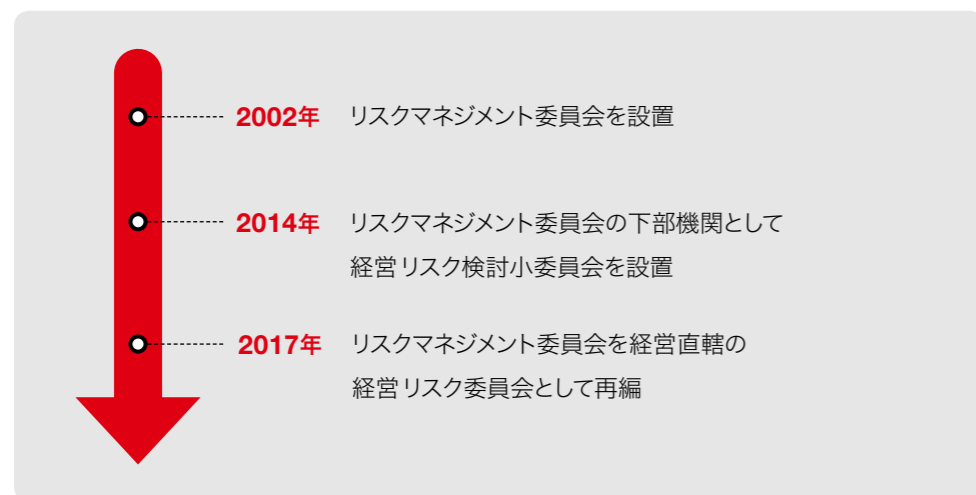 2002年 リスクマネジメント委員会を設置
2014年 リスクマネジメント委員会の下部機関として
経営リスク検討小委員会を設置
2017年 リスクマネジメント委員会を経営直轄の
経営リスク委員会として再編